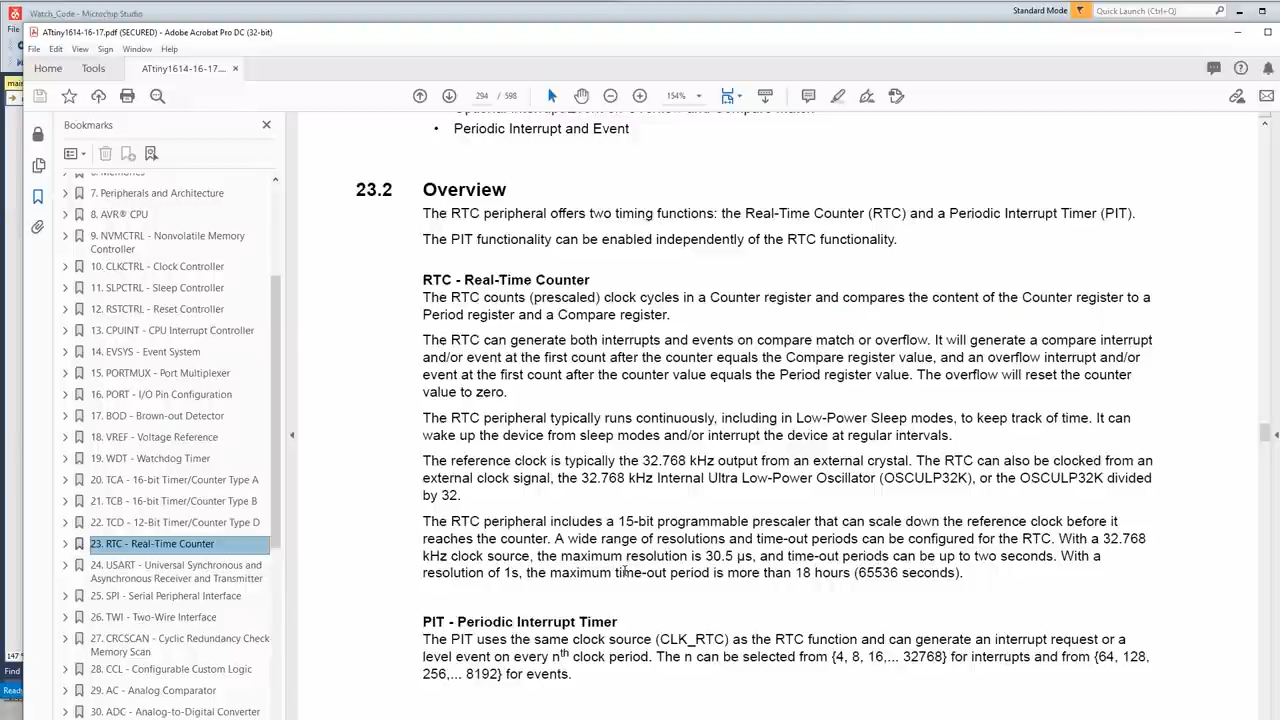 Watch_Code - Microchip Studio
Standard Mode
Quick Launch (Ctrl+Q)
File
ATtiny1614-16-17.pdf (SECURED) - Adobe Acrobat Pro DC (32-bit)
File Edit View Sign Window Help
Home Tools ATtiny1614-16-17.... ×
294 / 598 154%
Bookmarks
7. Peripherals and Architecture
8. AVR® CPU
9. NVMCTRL - Nonvolatile Memory
Controller
10. CLKCTRL - Clock Controller
11. SLPCTRL - Sleep Controller
12. RSTCTRL - Reset Controller
13. CPUINT - CPU Interrupt Controller
14. EVSYS - Event System
15. PORTMUX - Port Multiplexer
16. PORT - I/O Pin Configuration
17. BOD - Brown-out Detector
18. VREF - Voltage Reference
19. WDT - Watchdog Timer
20. TCA - 16-bit Timer/Counter Type A
21. TCB - 16-bit Timer/Counter Type B
22. TCD - 12-Bit Timer/Counter Type D
23. RTC - Real-Time Counter
24. USART - Universal Synchronous and
Asynchronous Receiver and Transmitter
25. SPI - Serial Peripheral Interface
26. TWI - Two-Wire Interface
27. CRCSCAN - Cyclic Redundancy Check
Memory Scan
28. CCL - Configurable Custom Logic
29. AC - Analog Comparator
30. ADC - Analog-to-Digital Converter
• Periodic Interrupt and Event
23.2 Overview
The RTC peripheral offers two timing functions: the Real-Time Counter (RTC) and a Periodic Interrupt Timer (PIT).
The PIT functionality can be enabled independently of the RTC functionality.
RTC - Real-Time Counter
The RTC counts (prescaled) clock cycles in a Counter register and compares the content of the Counter register to a
Period register and a Compare register.
The RTC can generate both interrupts and events on compare match or overflow. It will generate a compare interrupt
and/or event at the first count after the counter equals the Compare register value, and an overflow interrupt and/or
event at the first count after the counter value equals the Period register value. The overflow will reset the counter
value to zero.
The RTC peripheral typically runs continuously, including in Low-Power Sleep modes, to keep track of time. It can
wake up the device from sleep modes and/or interrupt the device at regular intervals.
The reference clock is typically the 32.768 kHz output from an external crystal. The RTC can also be clocked from an
external clock signal, the 32.768 kHz Internal Ultra Low-Power Oscillator (OSCULP32K), or the OSCULP32K divided
by 32.
The RTC peripheral includes a 15-bit programmable prescaler that can scale down the reference clock before it
reaches the counter. A wide range of resolutions and time-out periods can be configured for the RTC. With a 32.768
kHz clock source, the maximum resolution is 30.5 μs, and time-out periods can be up to two seconds. With a
resolution of 1s, the maximum time-out period is more than 18 hours (65536 seconds).
PIT - Periodic Interrupt Timer
The PIT uses the same clock source (CLK_RTC) as the RTC function and can generate an interrupt request or a
level event on every nth clock period. The n can be selected from {4, 8, 16,... 32768} for interrupts and from {64, 128,
256,... 8192} for events.
147 %
Find